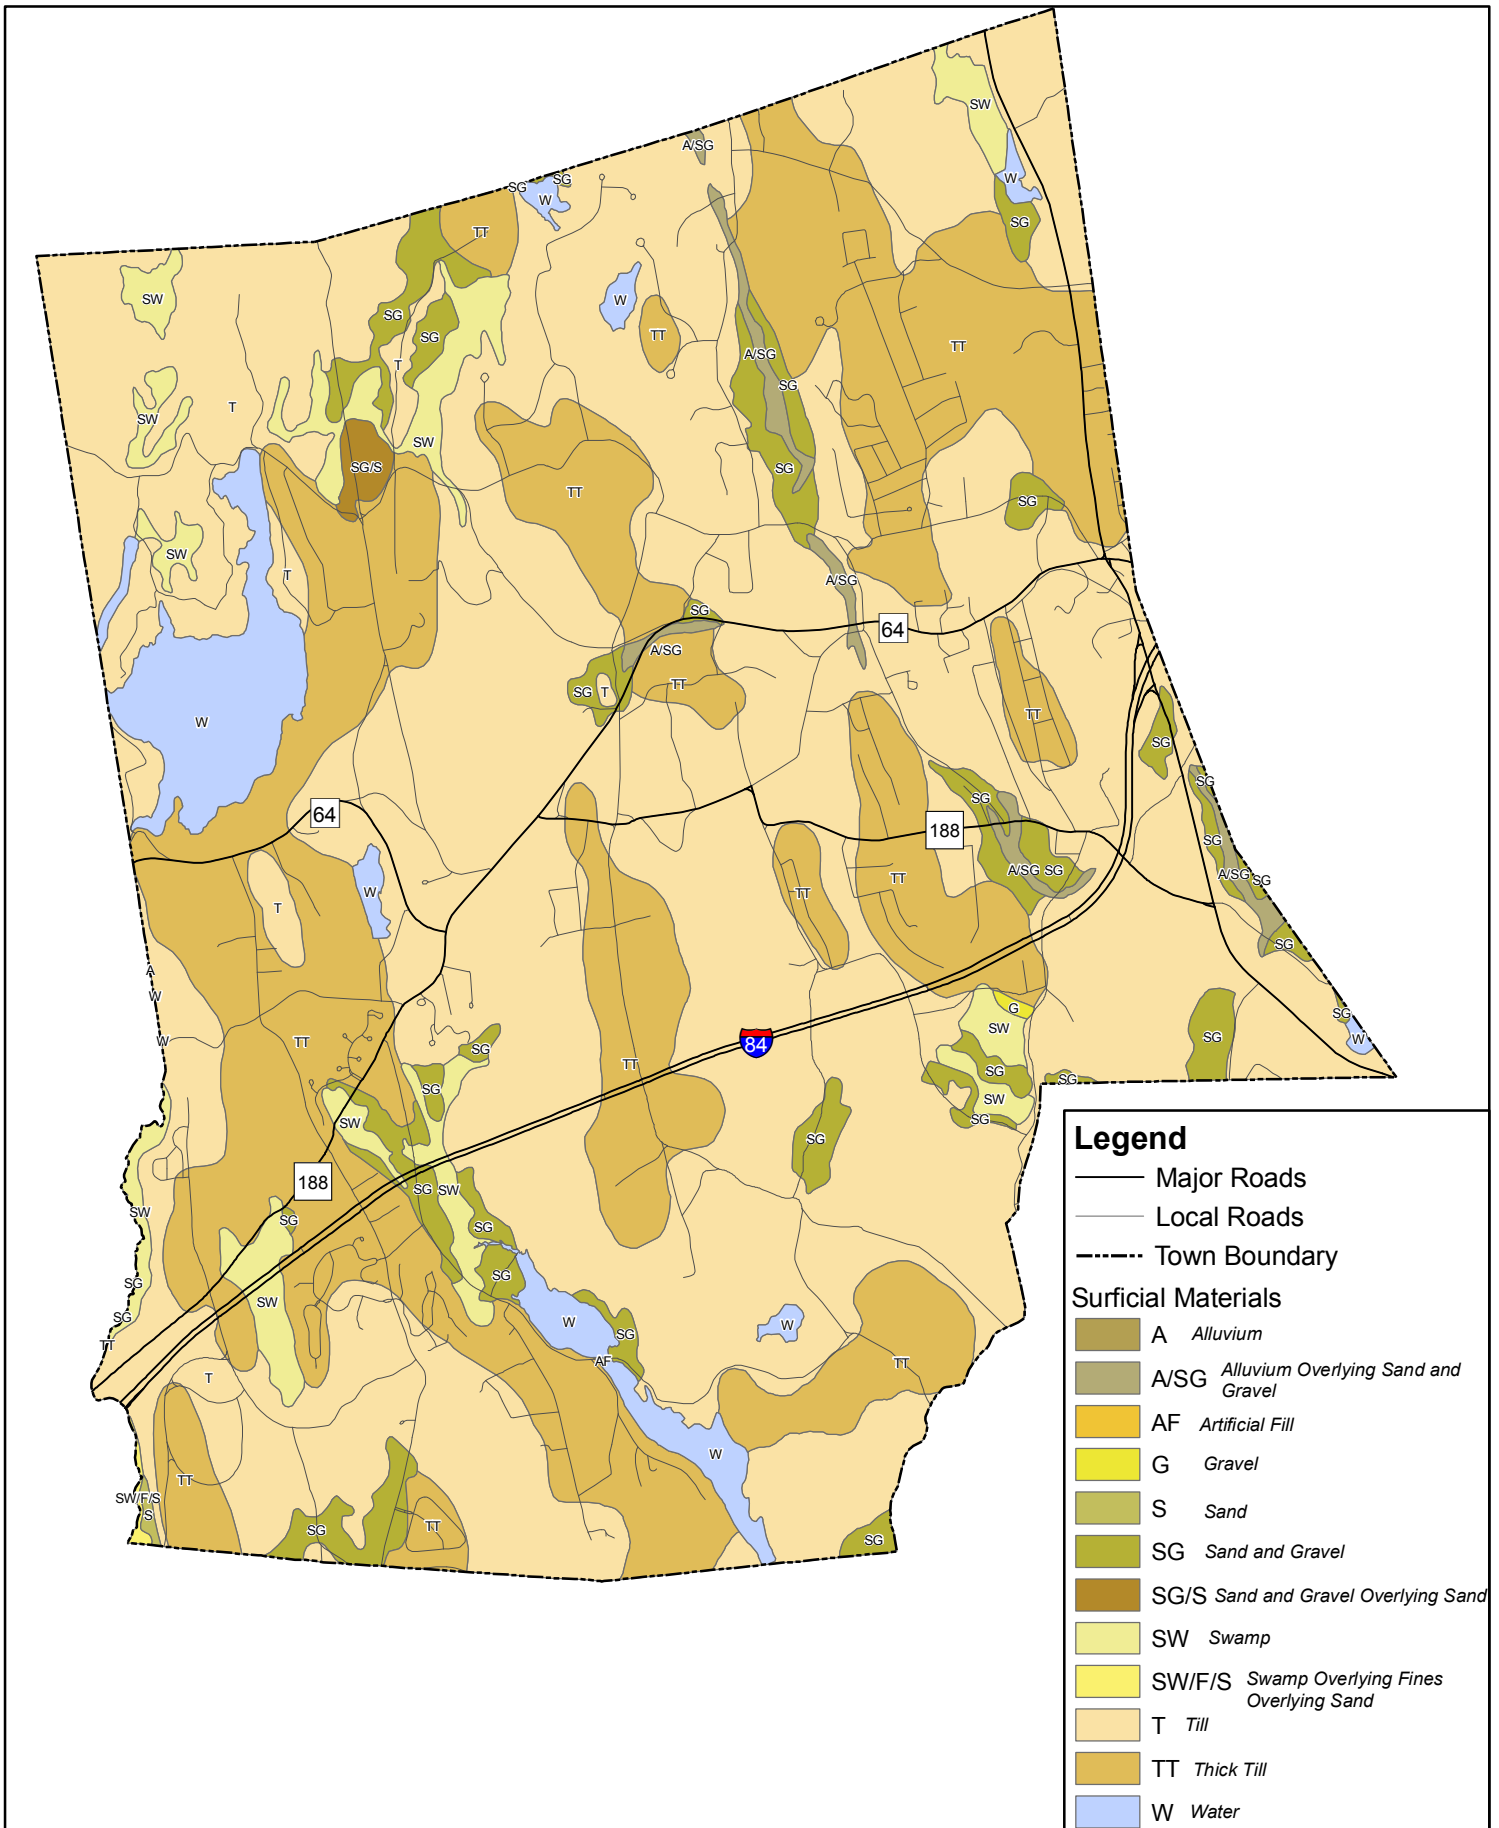 SW
A/SG
SG
SG
W
W
SG
TT
SW
W
SG
TT
SG
T
A/SG
TT
SG
SW
T
SW
SG/S
SG
TT
SG
SW
T
A/SG
SG
64
A/SG
TT
SG
T
W
TT
SG
SG
SG
64
188
SG
W
A/SG
SG
TT
TT
A/SG
SG
T
SG
A
W
G
SG
SW
W
TT
84
SG
W
SG
TT
SG
SG
SG
SW
SW
SG
SG
188
SG
SW
SW
SG
SG
SG
SG
SW
SG
TT
W
W
SG
AF
TT
T
W
TT
SW/F/S
S
SG
TT
SG
Legend
Major Roads
Local Roads
Town Boundary
Surficial Materials
A Alluvium
A/SG Alluvium Overlying Sand and
Gravel
AF Artificial Fill
G Gravel
S Sand
SG Sand and Gravel
SG/S Sand and Gravel Overlying Sand
SW Swamp
SW/F/S Swamp Overlying Fines
Overlying Sand
T Till
TT Thick Till
W Water